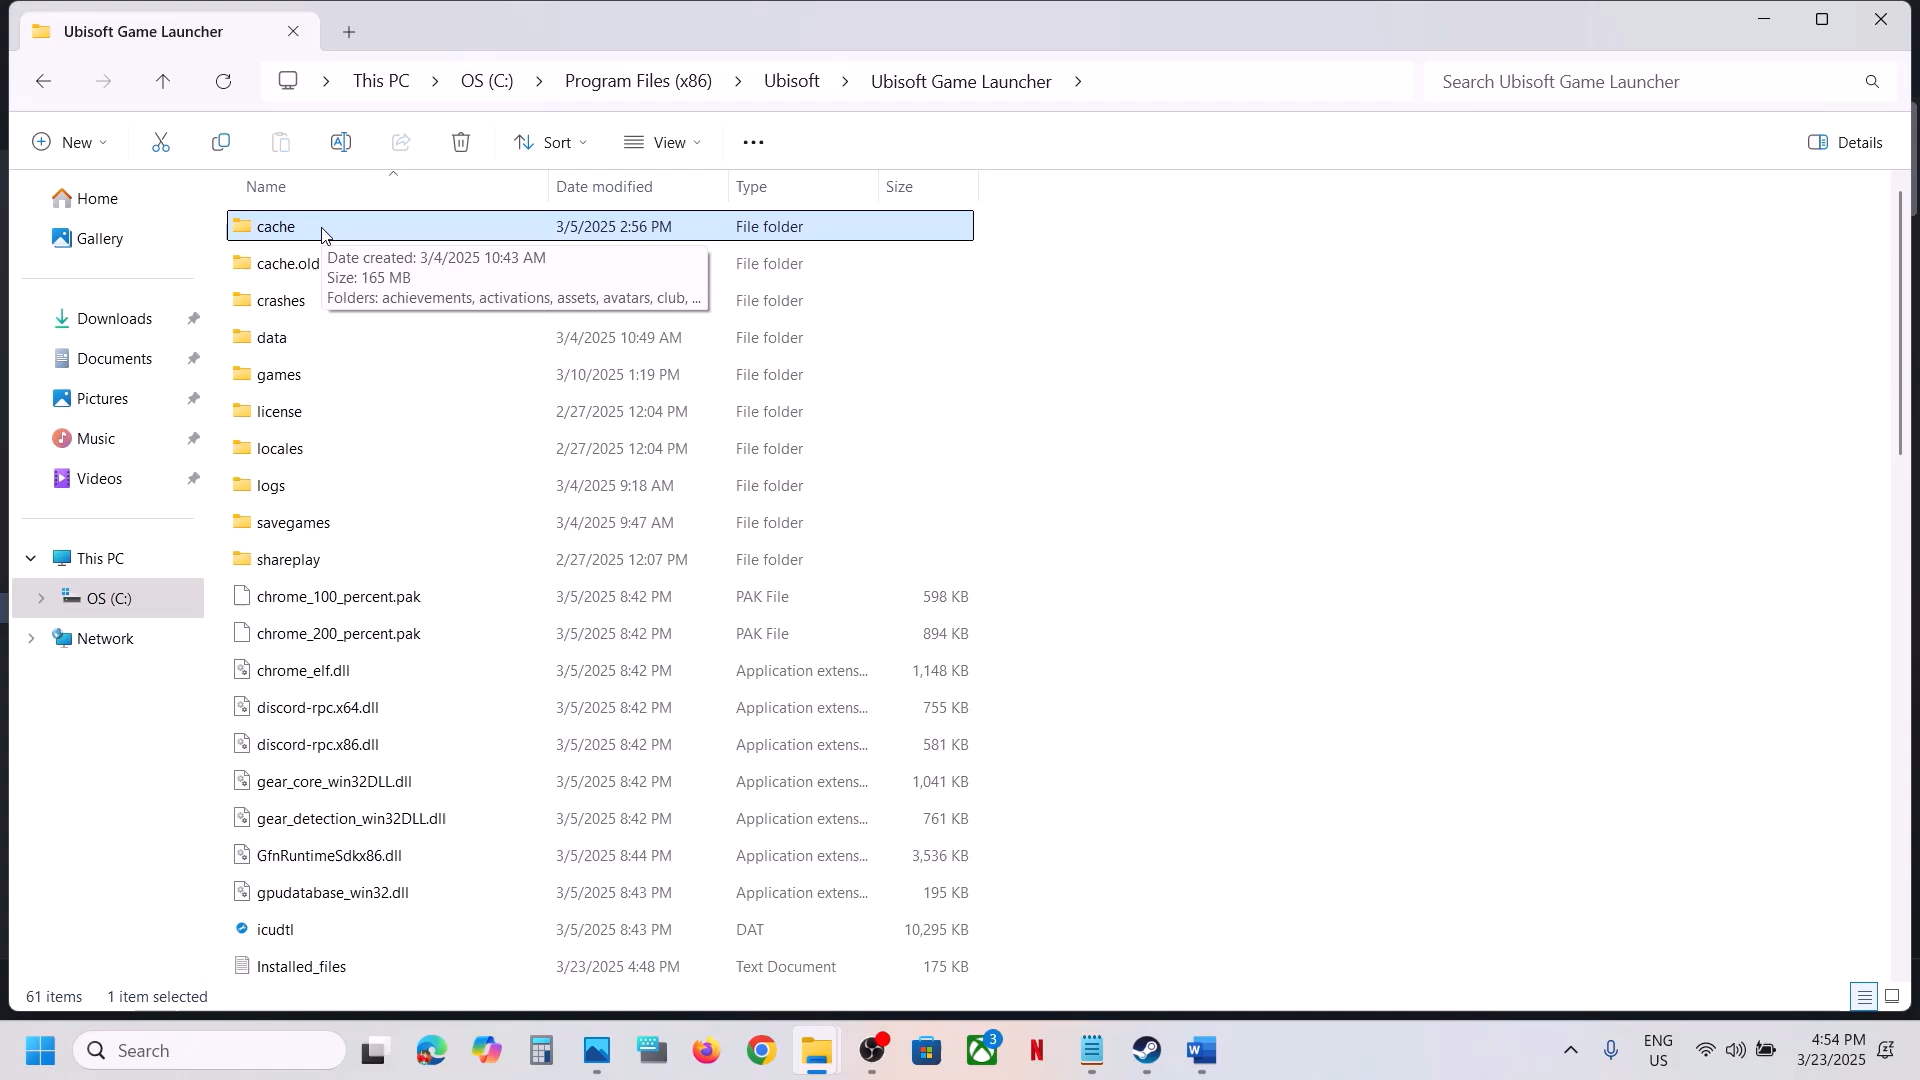 Ubisoft Game Launcher
This PC > OS (C:) > Program Files (x86) > Ubisoft > Ubisoft Game Launcher >
Search Ubisoft Game Launcher
New
Sort
View
Details
Home
Gallery
Downloads
Documents
Pictures
Music
Videos
This PC
OS (C:)
Network
Name Date modified Type Size
cache 3/5/2025 2:56 PM File folder
cache.old File folder
Date created: 3/4/2025 10:43 AM
Size: 165 MB
Folders: achievements, activations, assets, avatars, club, ...
crashes File folder
data 3/4/2025 10:49 AM File folder
games 3/10/2025 1:19 PM File folder
license 2/27/2025 12:04 PM File folder
locales 2/27/2025 12:04 PM File folder
logs 3/4/2025 9:18 AM File folder
savegames 3/4/2025 9:47 AM File folder
shareplay 2/27/2025 12:07 PM File folder
chrome_100_percent.pak 3/5/2025 8:42 PM PAK File 598 KB
chrome_200_percent.pak 3/5/2025 8:42 PM PAK File 894 KB
chrome_elf.dll 3/5/2025 8:42 PM Application extens... 1,148 KB
discord-rpc.x64.dll 3/5/2025 8:42 PM Application extens... 755 KB
discord-rpc.x86.dll 3/5/2025 8:42 PM Application extens... 581 KB
gear_core_win32DLL.dll 3/5/2025 8:42 PM Application extens... 1,041 KB
gear_detection_win32DLL.dll 3/5/2025 8:42 PM Application extens... 761 KB
GfnRuntimeSdkx86.dll 3/5/2025 8:44 PM Application extens... 3,536 KB
gpudatabase_win32.dll 3/5/2025 8:43 PM Application extens... 195 KB
icudtl 3/5/2025 8:43 PM DAT 10,295 KB
Installed_files 3/23/2025 4:48 PM Text Document 175 KB
61 items 1 item selected
Search
3
ENG
US
4:54 PM
3/23/2025